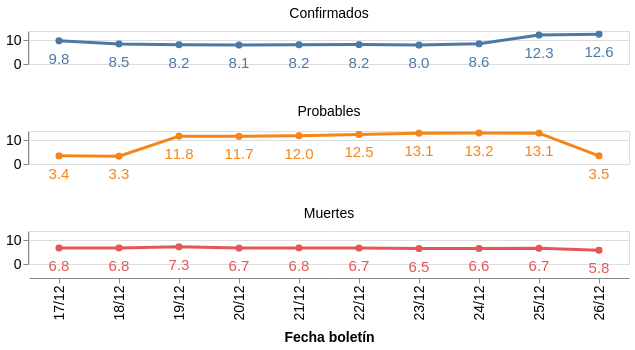 Confirmados
10
0
9.8 8.5 8.2 8.1 8.2 8.2 8.0 8.6 12.3 12.6
Probables
10
0
3.4 3.3 11.8 11.7 12.0 12.5 13.1 13.2 13.1 3.5
Muertes
10
0
6.8 6.8 7.3 6.7 6.8 6.7 6.5 6.6 6.7 5.8
17/12 18/12 19/12 20/12 21/12 22/12 23/12 24/12 25/12 26/12
Fecha boletín